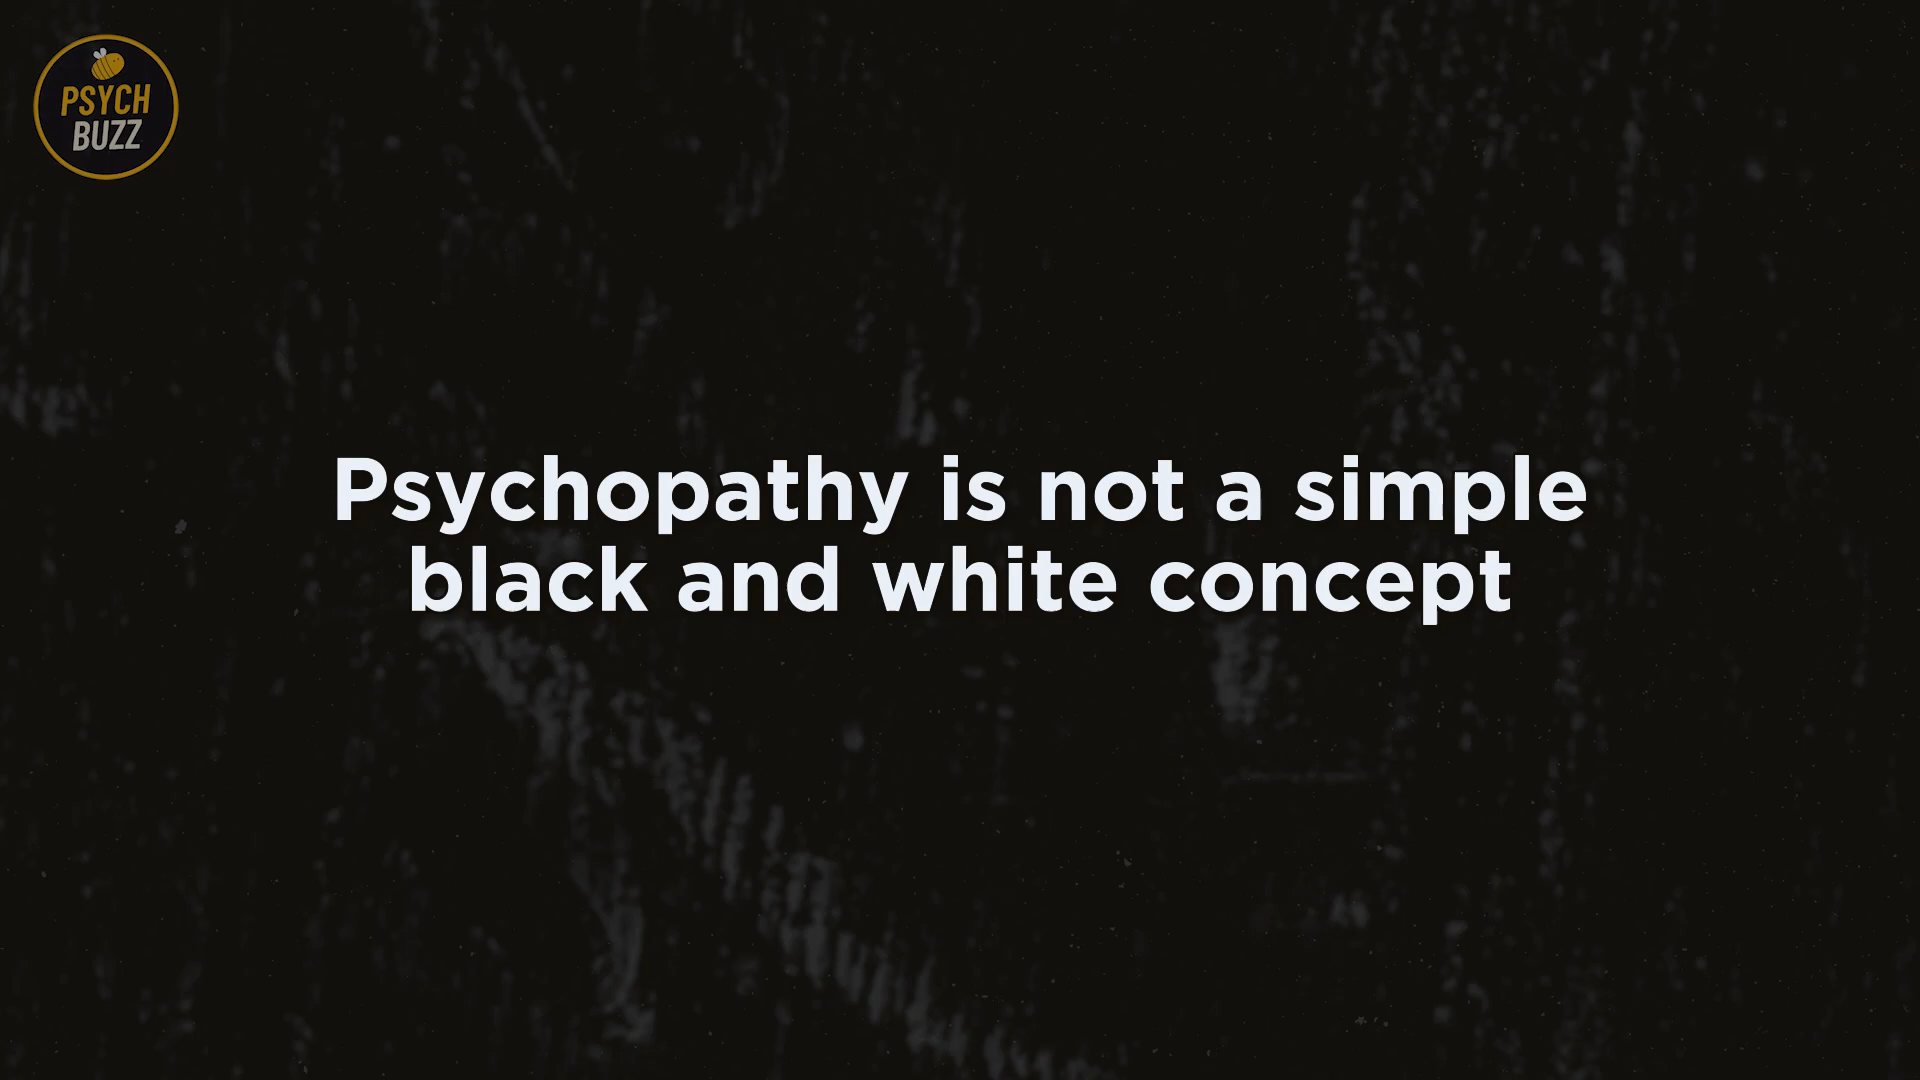 PSYCH
BUZZ
Psychopathy is not a simple
black and white concept